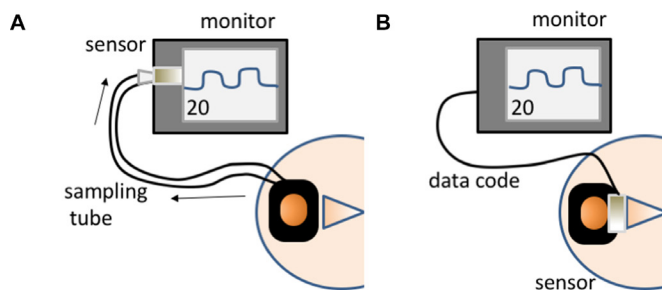 A
monitor
sensor
20
sampling
tube
B
monitor
20
data code
sensor